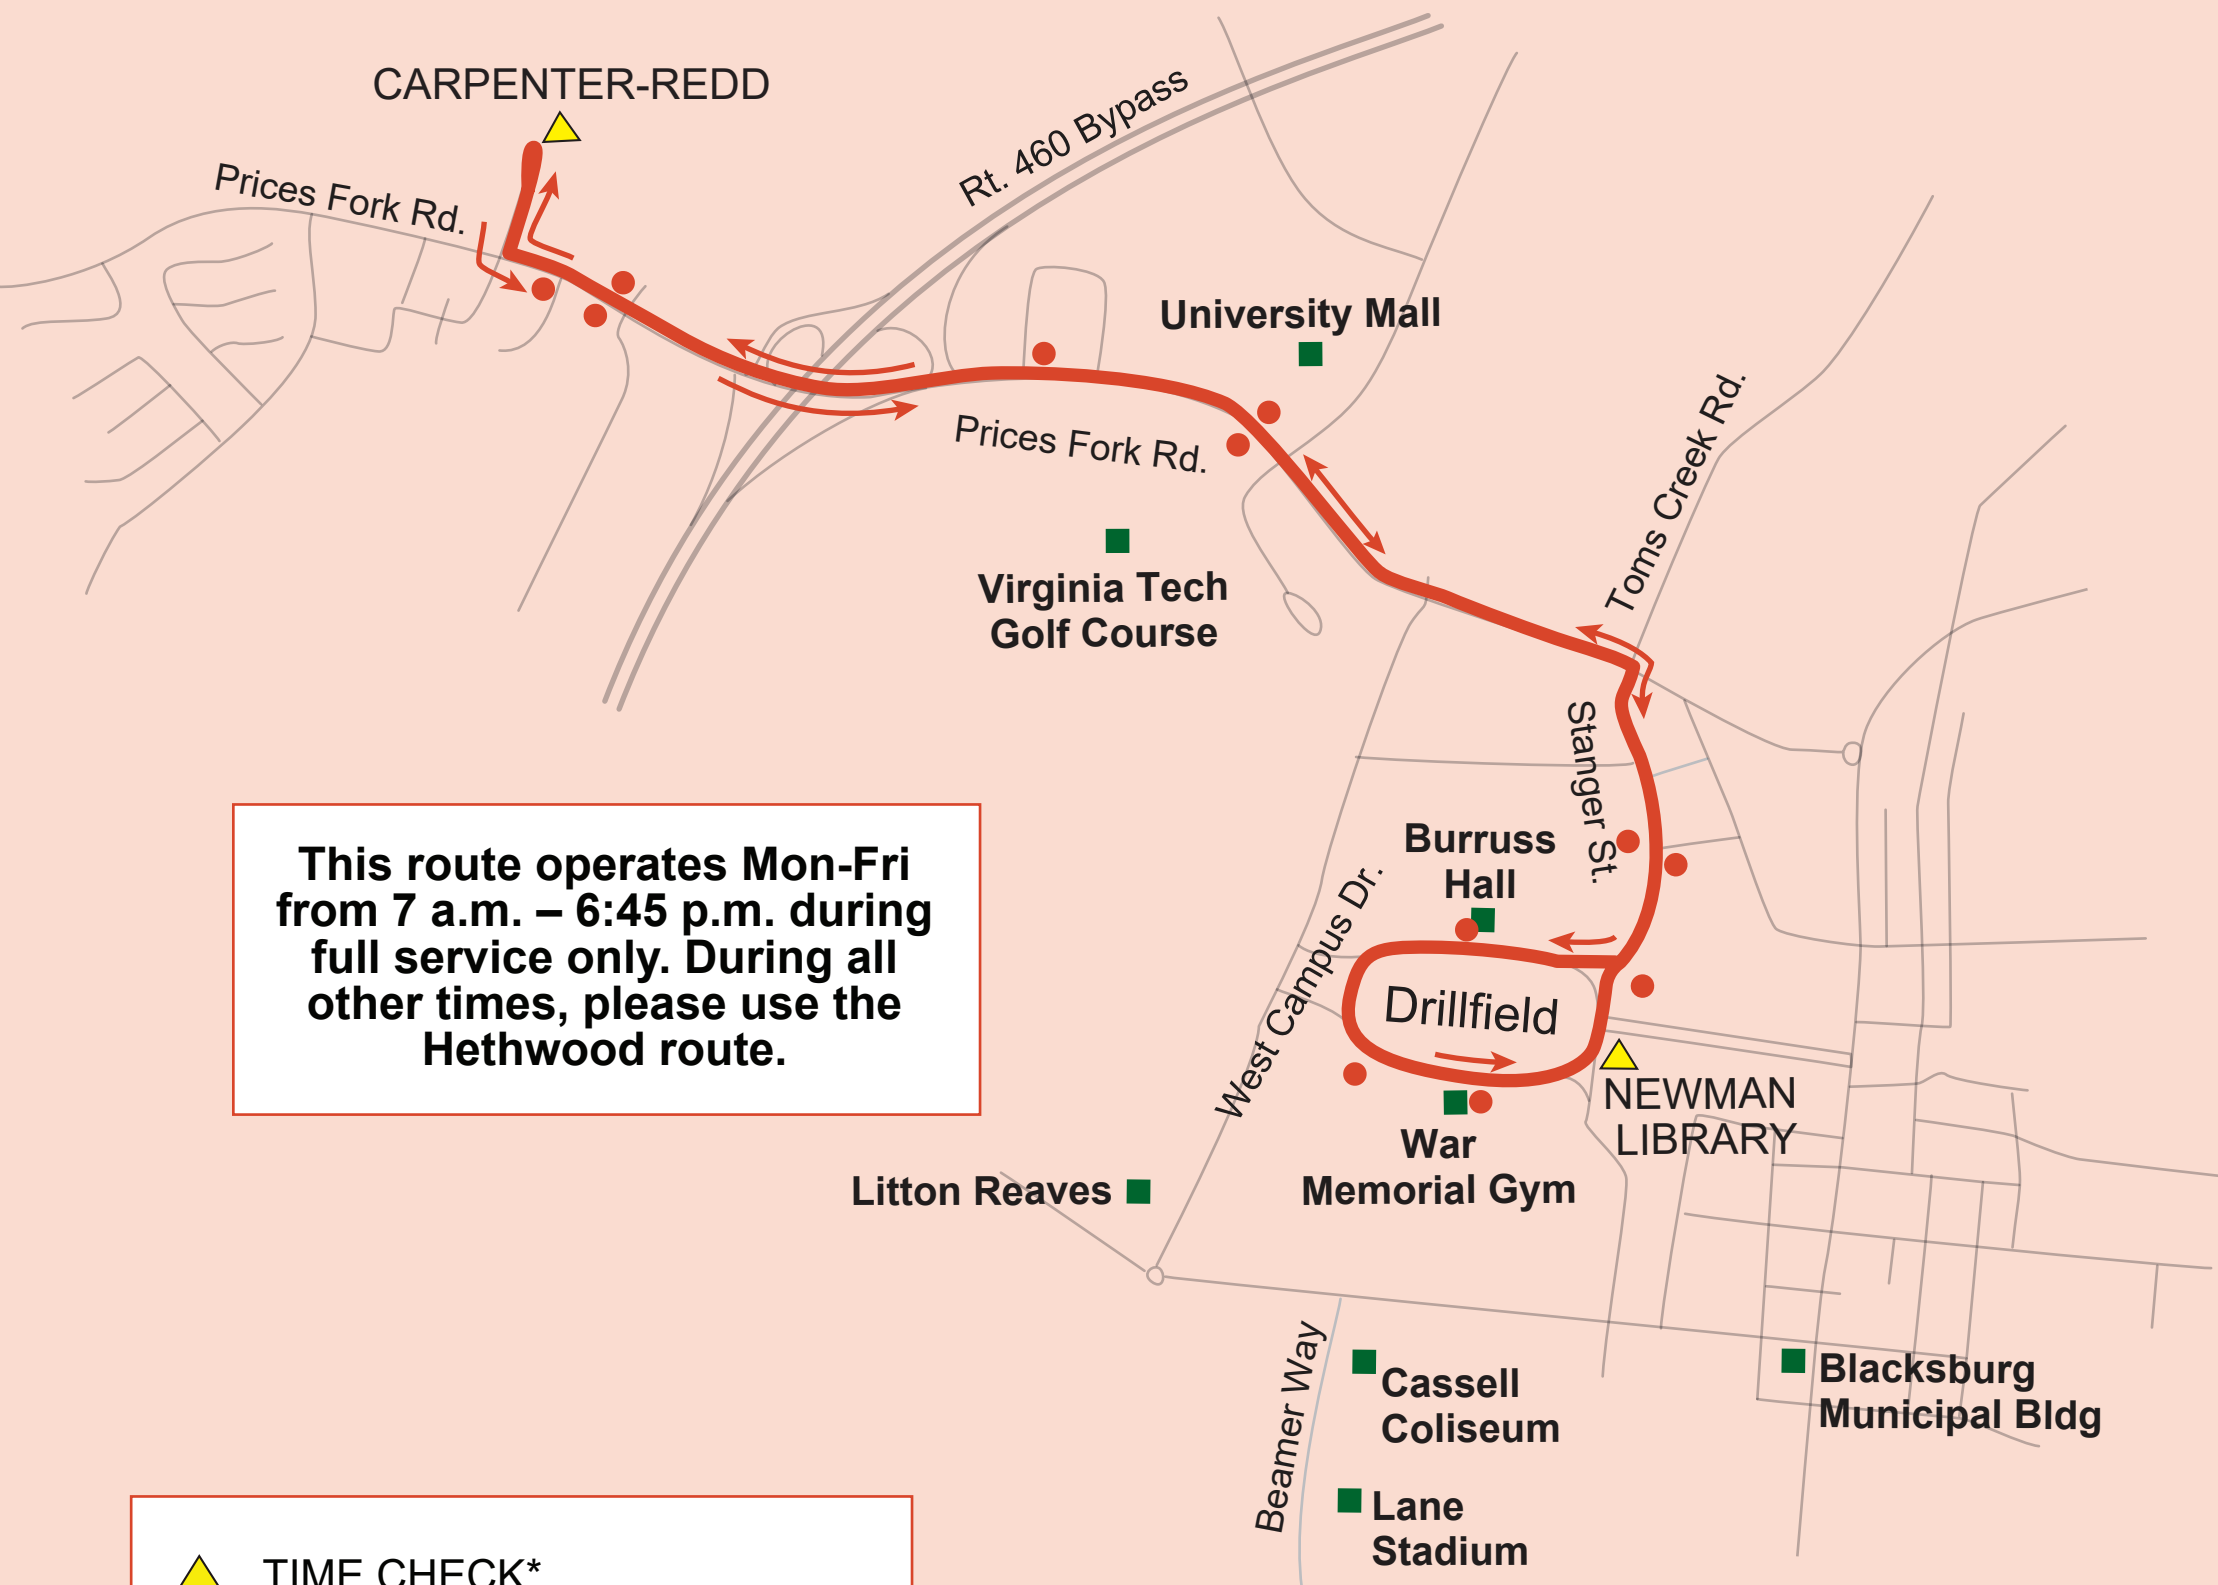 CARPENTER-REDD
Prices Fork Rd.
Rt. 460 Bypass
University Mall
Prices Fork Rd.
Toms Creek Rd.
Virginia Tech
Golf Course
Stanger St.
This route operates Mon-Fri
from 7 a.m. – 6:45 p.m. during
full service only. During all
other times, please use the
Hethwood route.
Burruss
Hall
West Campus Dr.
Drillfield
NEWMAN
LIBRARY
War
Memorial Gym
Litton Reaves
Beamer Way
Cassell
Coliseum
Blacksburg
Municipal Bldg
Lane
Stadium
TIME CHECK*